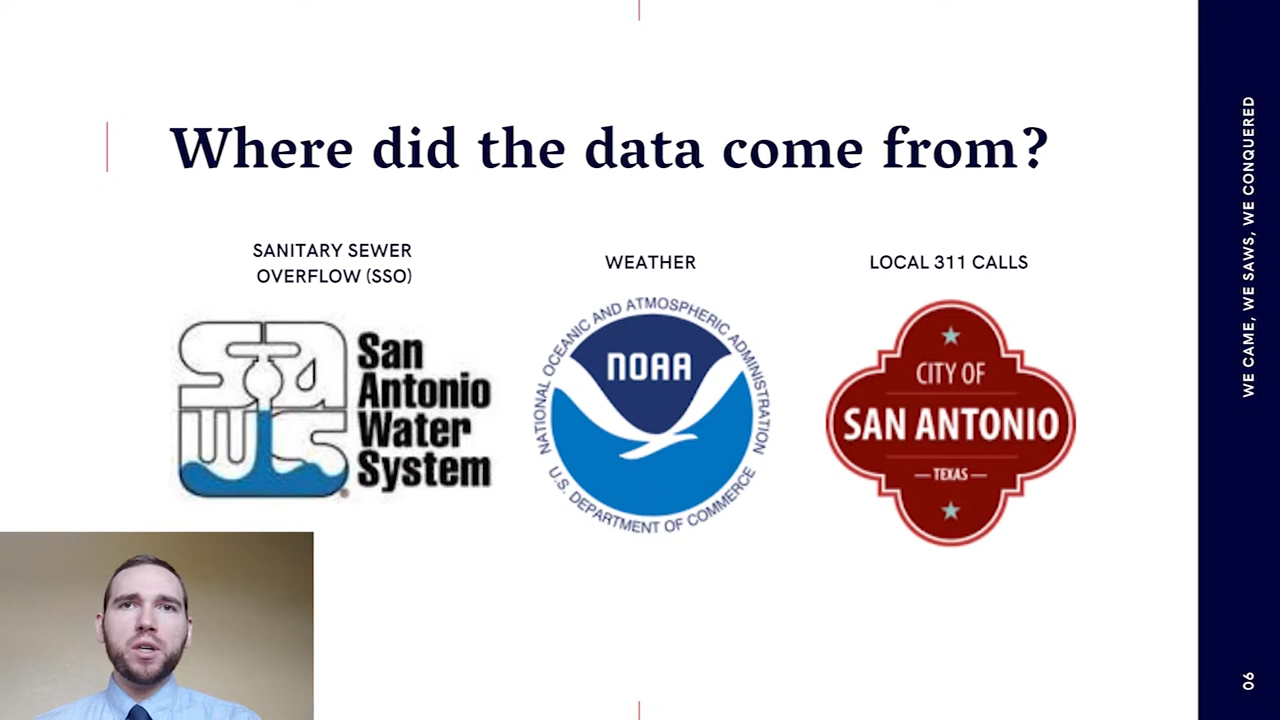 Where did the data come from?
SANITARY SEWER
OVERFLOW (SSO)
saws
San
Antonio
Water
System
WEATHER
NATIONAL OCEANIC AND ATMOSPHERIC ADMINISTRATION
NOAA
U.S. DEPARTMENT OF COMMERCE
LOCAL 311 CALLS
CITY OF
SAN ANTONIO
TEXAS
WE CAME, WE SAWS, WE CONQUERED
06